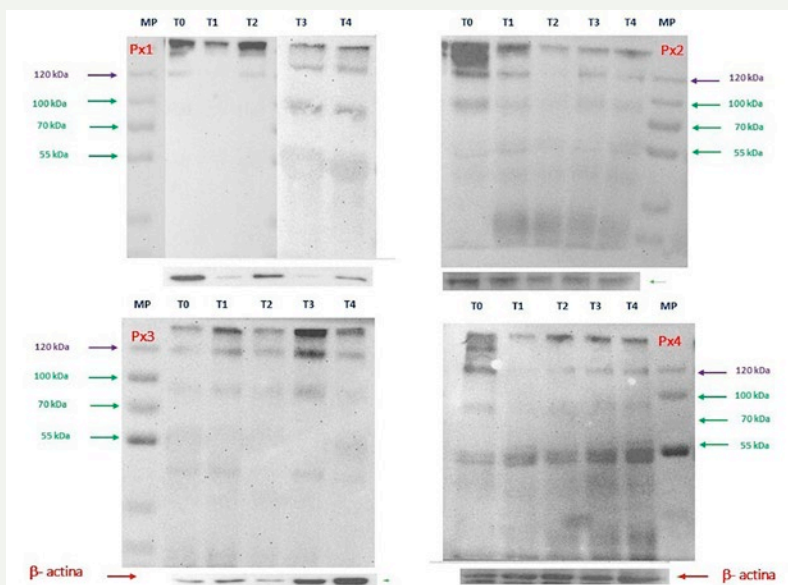 MP T0 T1 T2 T3 T4
Px1
120 kDa
100 kDa
70 kDa
55 kDa
T0 T1 T2 T3 T4 MP
Px2
120 kDa
100 kDa
70 kDa
55 kDa
MP T0 T1 T2 T3 T4
Px3
120 kDa
100 kDa
70 kDa
55 kDa
β- actina
T0 T1 T2 T3 T4 MP
Px4
120 kDa
100 kDa
70 kDa
55 kDa
β- actina